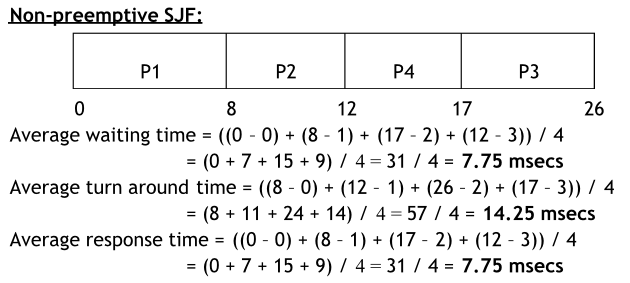 Non-preemptive SJF:
P1 P2 P4 P3
0 8 12 17 26
Average waiting time = ((0 - 0) + (8 - 1) + (17 - 2) + (12 - 3)) / 4
= (0 + 7 + 15 + 9) / 4 = 31 / 4 = 7.75 msecs
Average turn around time = ((8 - 0) + (12 - 1) + (26 - 2) + (17 - 3)) / 4
= (8 + 11 + 24 + 14) / 4 = 57 / 4 = 14.25 msecs
Average response time = ((0 - 0) + (8 - 1) + (17 - 2) + (12 - 3)) / 4
= (0 + 7 + 15 + 9) / 4 = 31 / 4 = 7.75 msecs